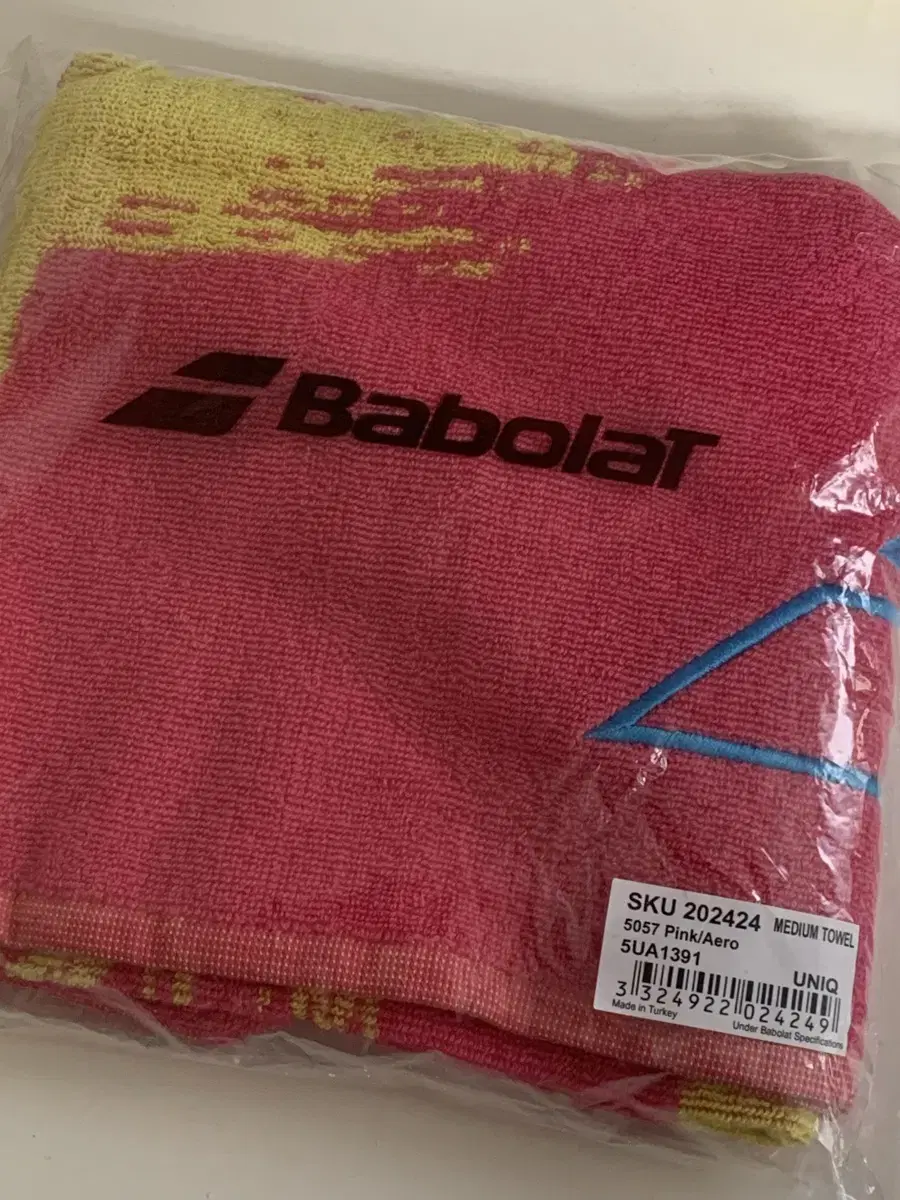 Babolat
SKU 202424 MEDIUM TOWEL
5057 Pink/Aero
5UA1391
UNIQ
3 324922 024249
Made in Turkey
Under Babolat Specifications